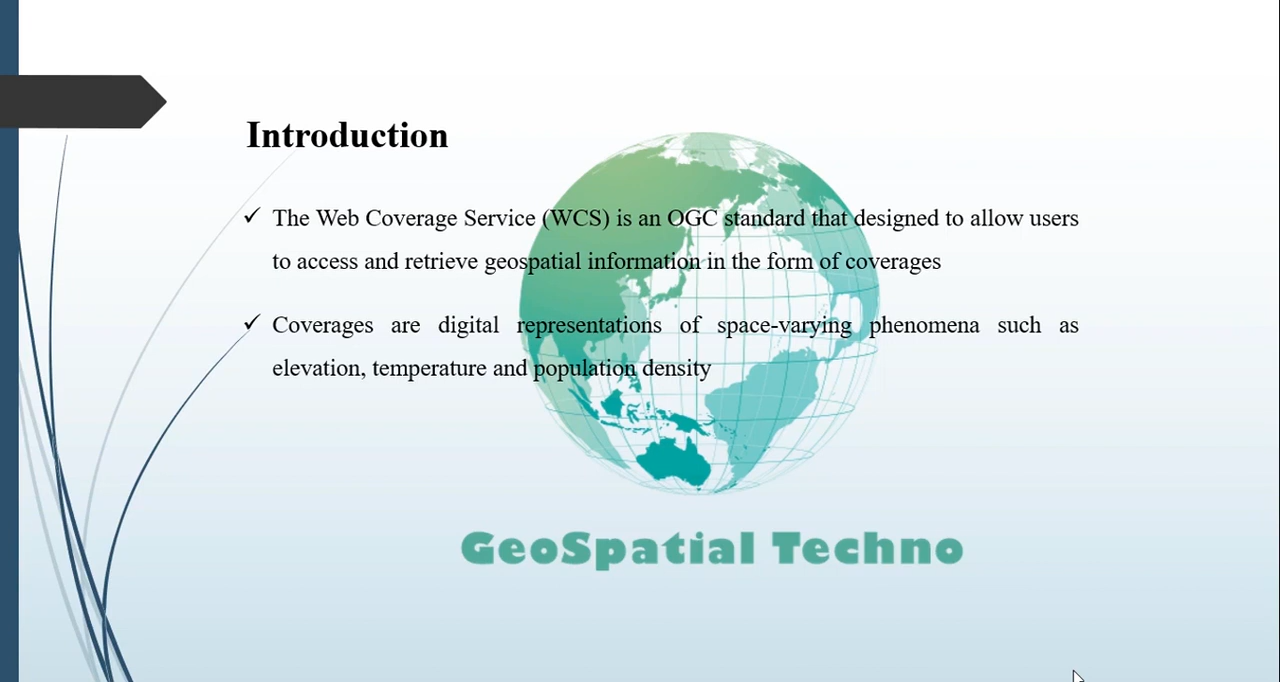 Introduction
✓ The Web Coverage Service (WCS) is an OGC standard that designed to allow users
to access and retrieve geospatial information in the form of coverages
✓ Coverages are digital representations of space-varying phenomena such as
elevation, temperature and population density
GeoSpatial Techno